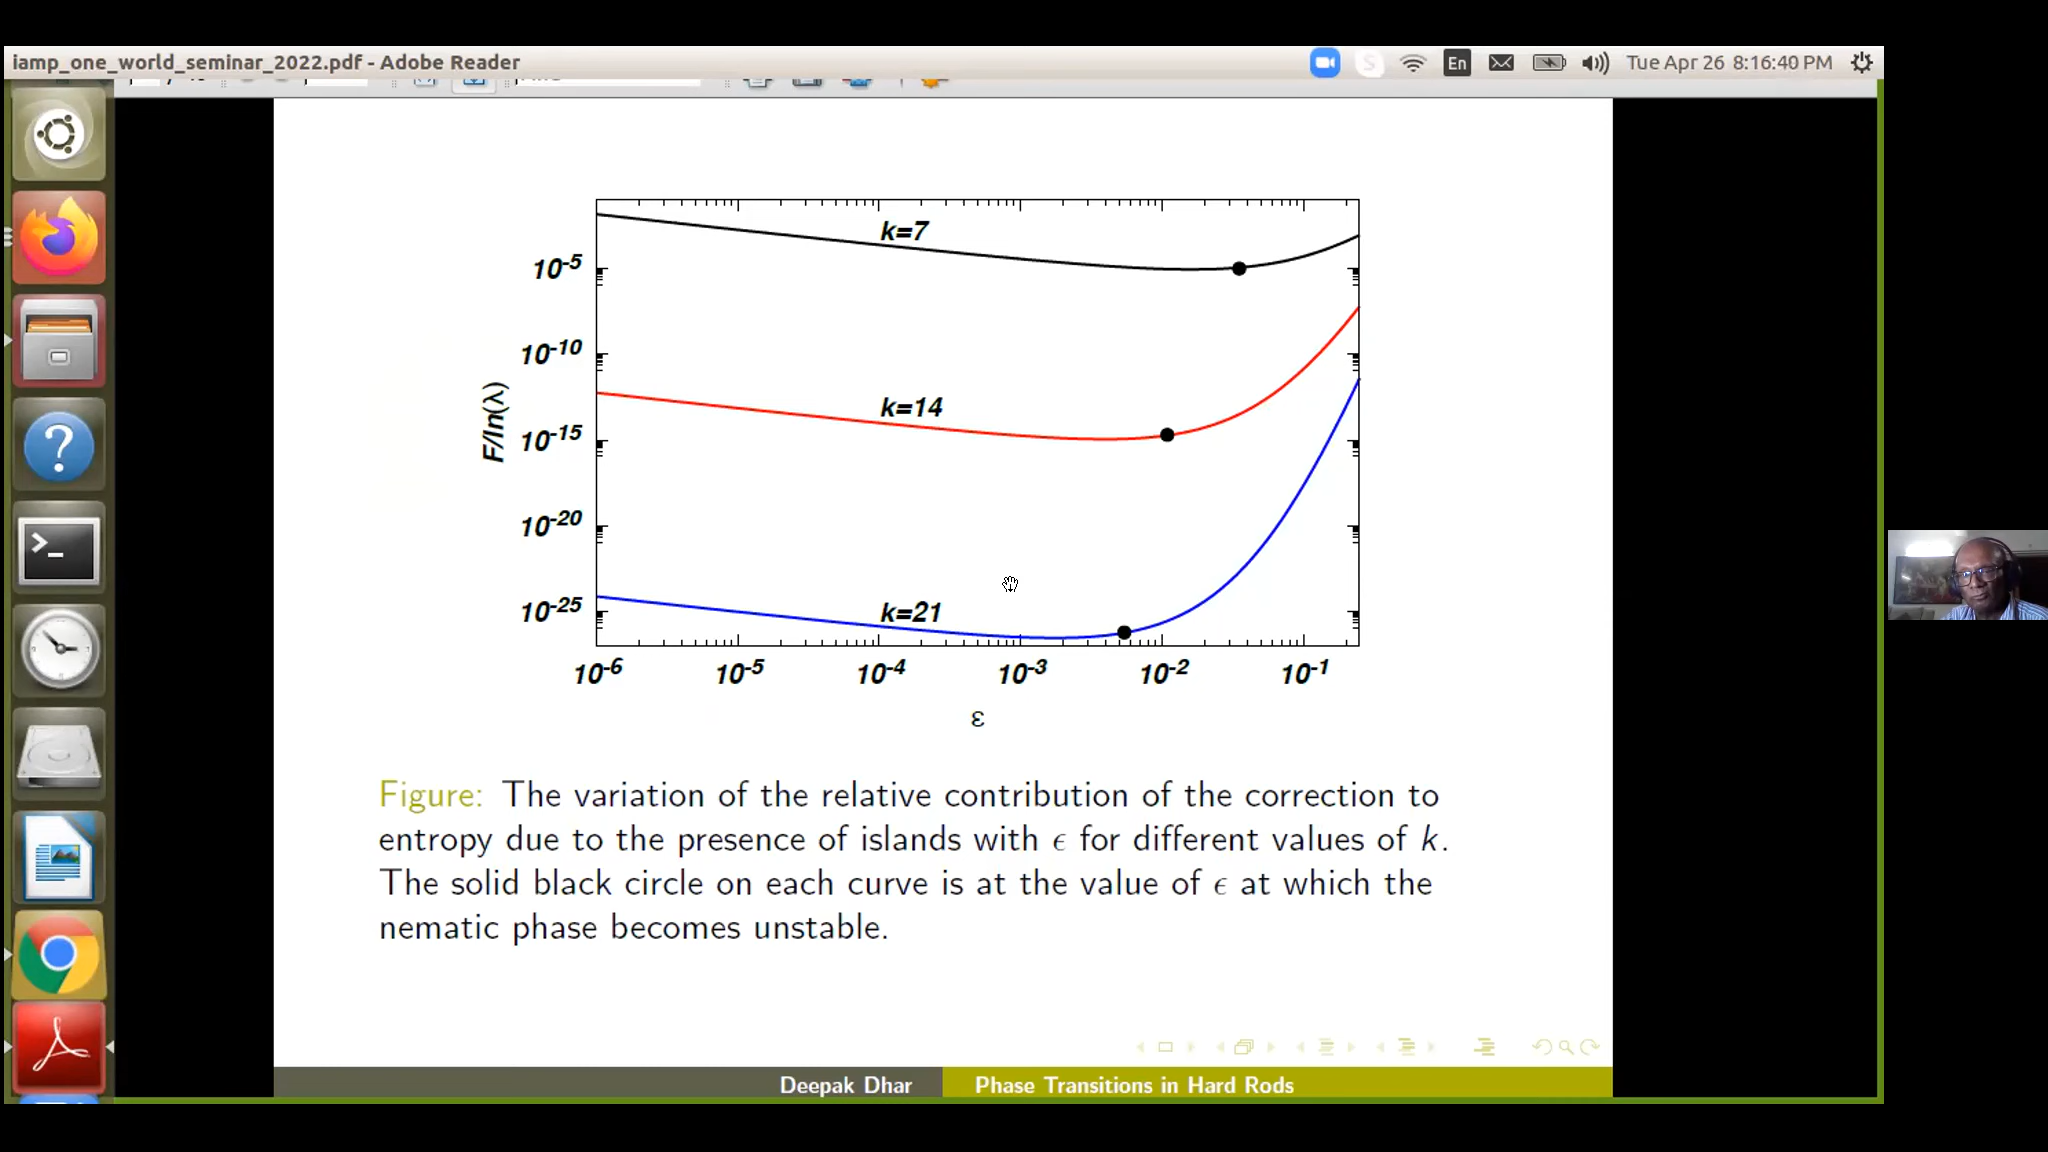 iamp_one_world_seminar_2022.pdf - Adobe Reader
En
Tue Apr 26 8:16:40 PM
k=7
10⁻⁵
10⁻¹⁰
k=14
F/ln(λ)
10⁻¹⁵
10⁻²⁰
10⁻²⁵
k=21
10⁻⁶ 10⁻⁵ 10⁻⁴ 10⁻³ 10⁻² 10⁻¹
ε
Figure: The variation of the relative contribution of the correction to
entropy due to the presence of islands with ϵ for different values of k.
The solid black circle on each curve is at the value of ϵ at which the
nematic phase becomes unstable.
Deepak Dhar
Phase Transitions in Hard Rods